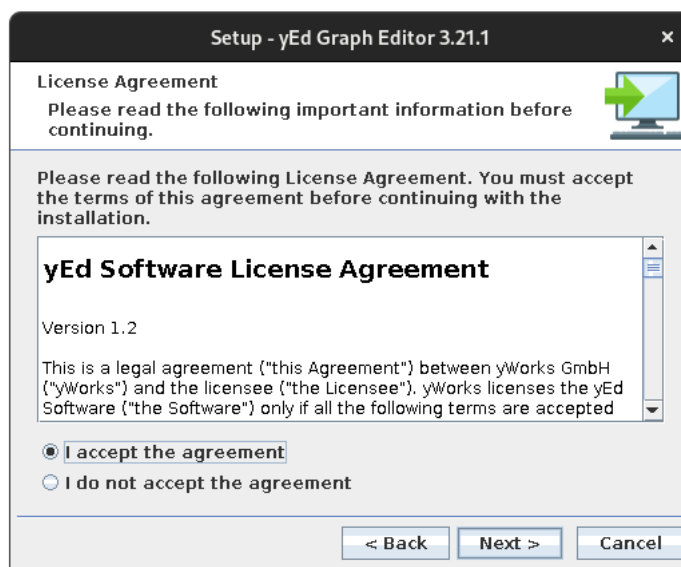 Setup - yEd Graph Editor 3.21.1 ×
License Agreement
Please read the following important information before
continuing.
Please read the following License Agreement. You must accept
the terms of this agreement before continuing with the
installation.
yEd Software License Agreement
Version 1.2
This is a legal agreement ("this Agreement") between yWorks GmbH
("yWorks") and the licensee ("the Licensee"). yWorks licenses the yEd
Software ("the Software") only if all the following terms are accepted
I accept the agreement
I do not accept the agreement
< Back Next > Cancel